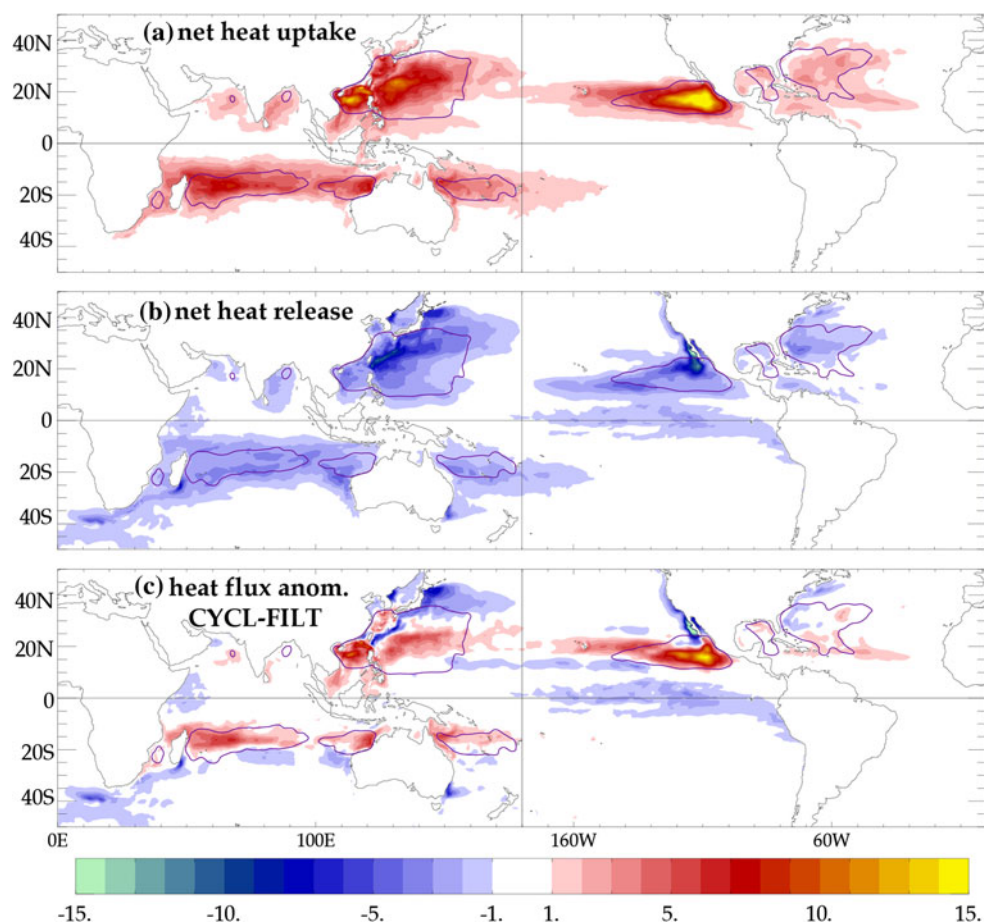 (a) net heat uptake
40N
20N
0
20S
40S
(b) net heat release
40N
20N
0
20S
40S
(c) heat flux anom.
CYCL-FILT
40N
20N
0
20S
40S
0E 100E 160W 60W
-15. -10. -5. -1. 1. 5. 10. 15.